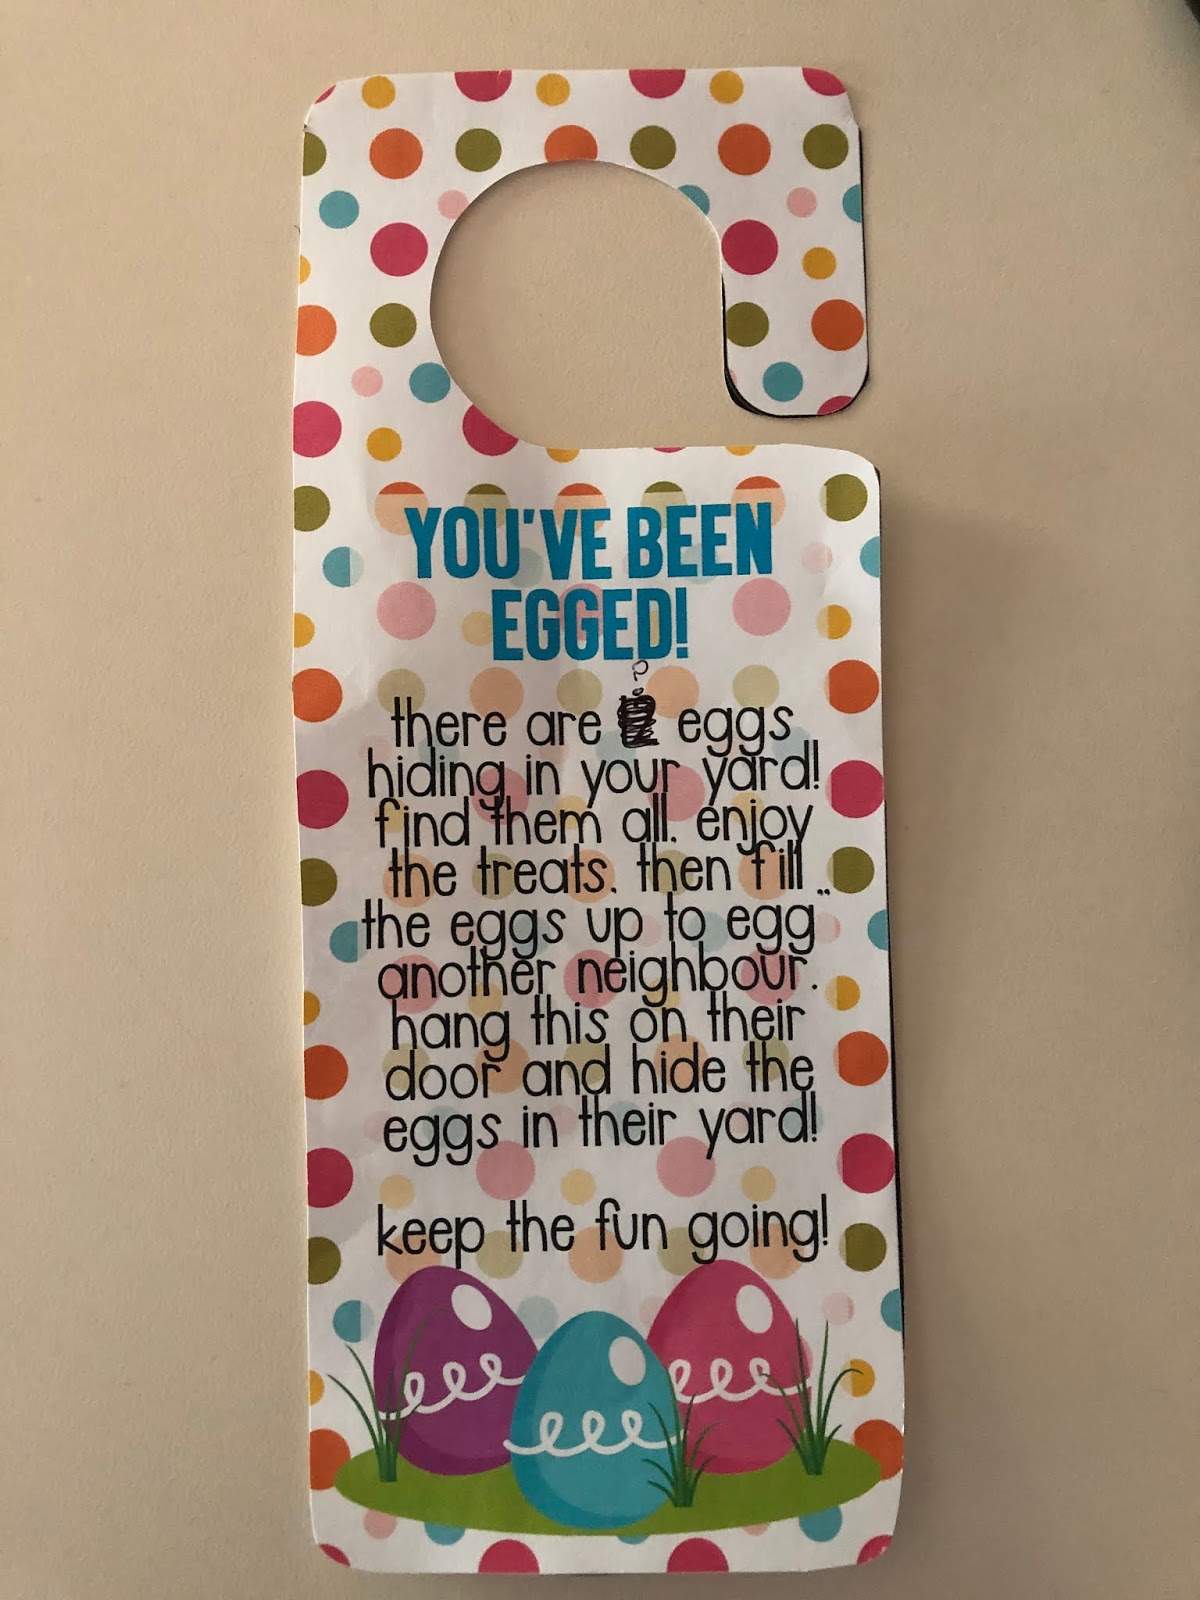 YOU'VE BEEN
EGGED!
?
there are eggs
hiding in your yard!
find them all. enjoy
the treats. then fill
the eggs up to egg
another neighbour.
hang this on their
door and hide the
eggs in their yard!
keep the fun going!